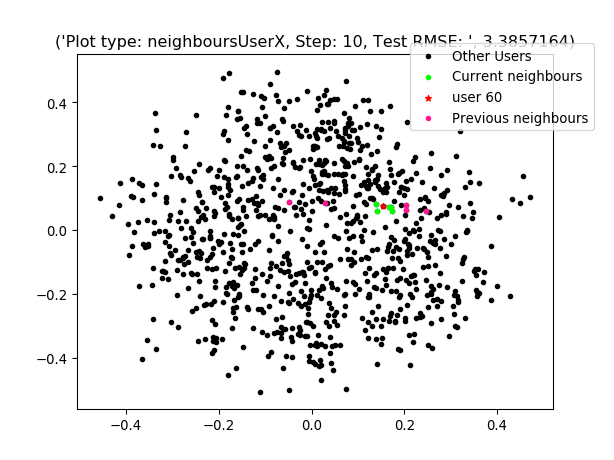 ('Plot type: neighboursUserX, Step: 10, Test RMSE: ', 3.3857164)
Other Users
Current neighbours
user 60
Previous neighbours
0.4
0.2
0.0
−0.2
−0.4
−0.4
−0.2
0.0
0.2
0.4